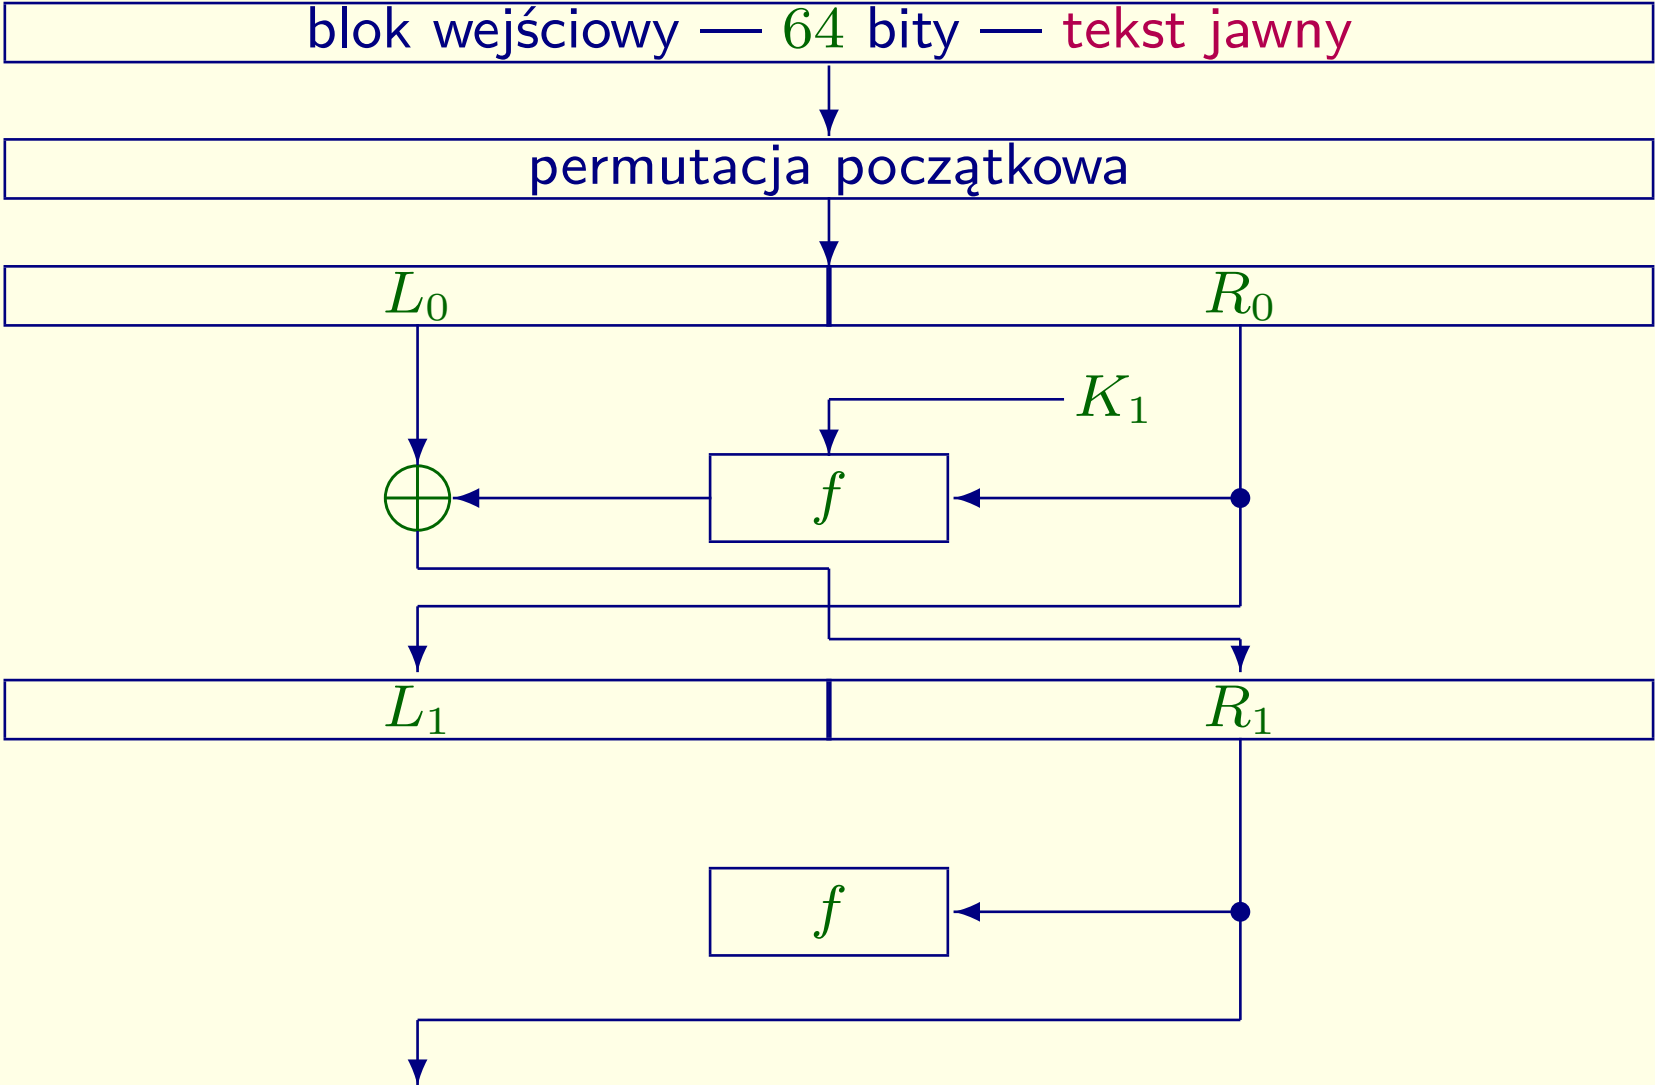 blok wejściowy — 64 bity — tekst jawny
permutacja początkowa
L₀ R₀
K₁
f
L₁ R₁
f